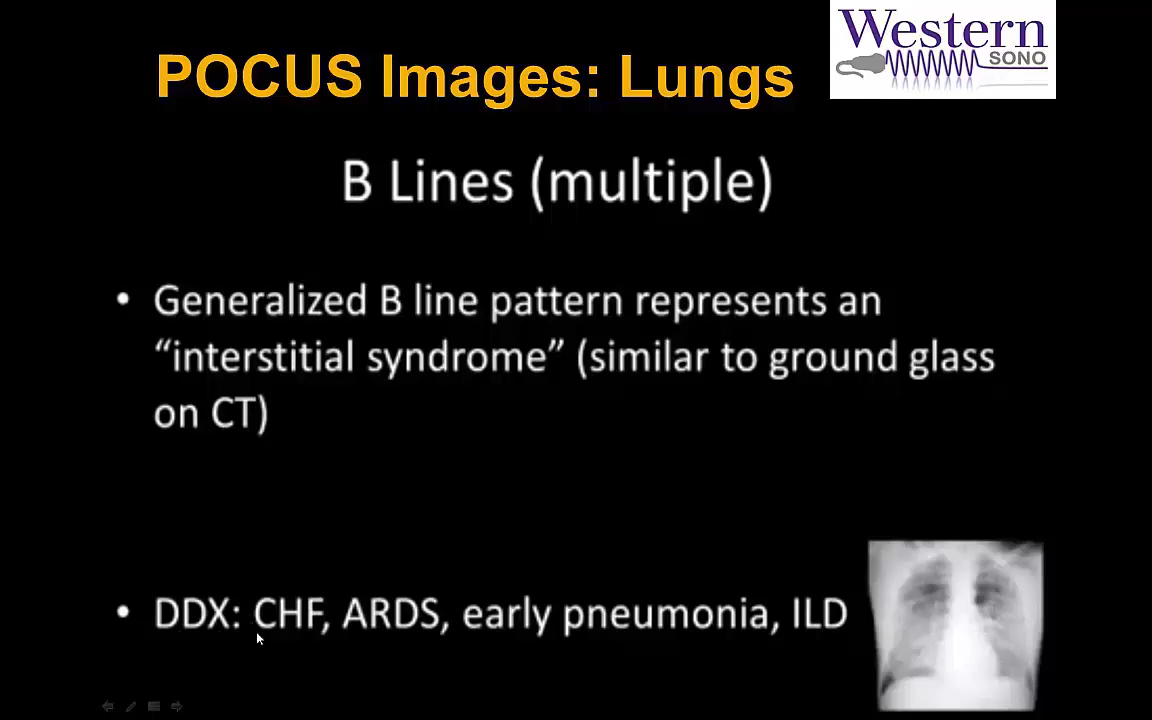 POCUS Images: Lungs
Western
SONO
B Lines (multiple)
• Generalized B line pattern represents an
“interstitial syndrome” (similar to ground glass
on CT)
• DDX: CHF, ARDS, early pneumonia, ILD